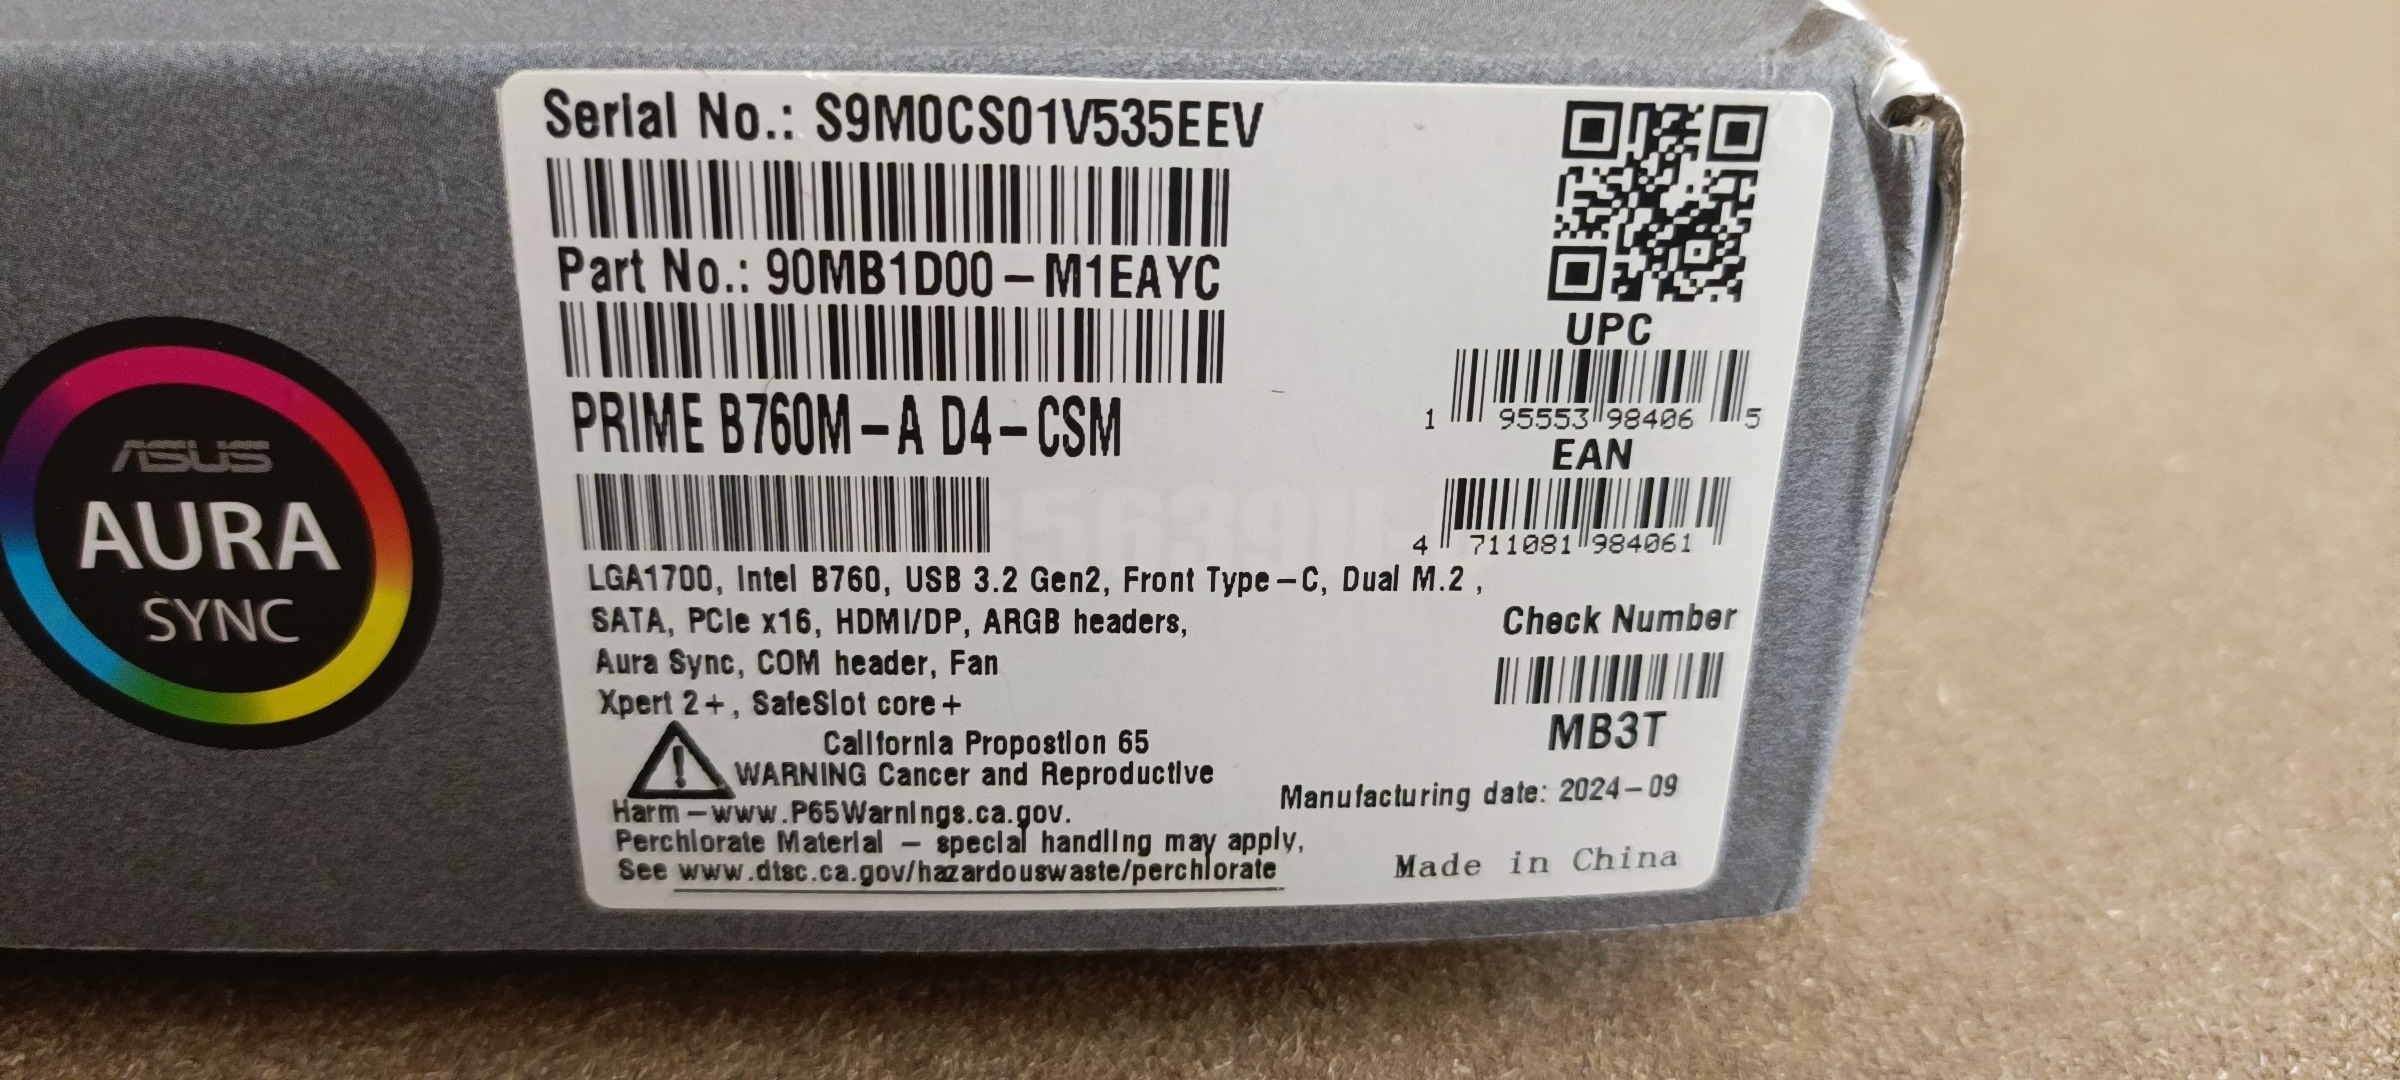 Serial No.: S9M0CS01V535EEV
Part No.: 90MB1D00-M1EAYC
PRIME B760M-A D4-CSM
LGA1700, Intel B760, USB 3.2 Gen2, Front Type-C, Dual M.2 ,
SATA, PCIe x16, HDMI/DP, ARGB headers,
Aura Sync, COM header, Fan
Xpert 2+, SafeSlot core+
California Propostion 65
WARNING Cancer and Reproductive
Harm-www.P65Warnings.ca.gov.
Perchlorate Material - special handling may apply,
See www.dtsc.ca.gov/hazardouswaste/perchlorate
UPC
1 95553 98406 5
EAN
4 711081 984061
Check Number
MB3T
Manufacturing date: 2024-09
Made in China
ASUS
AURA
SYNC